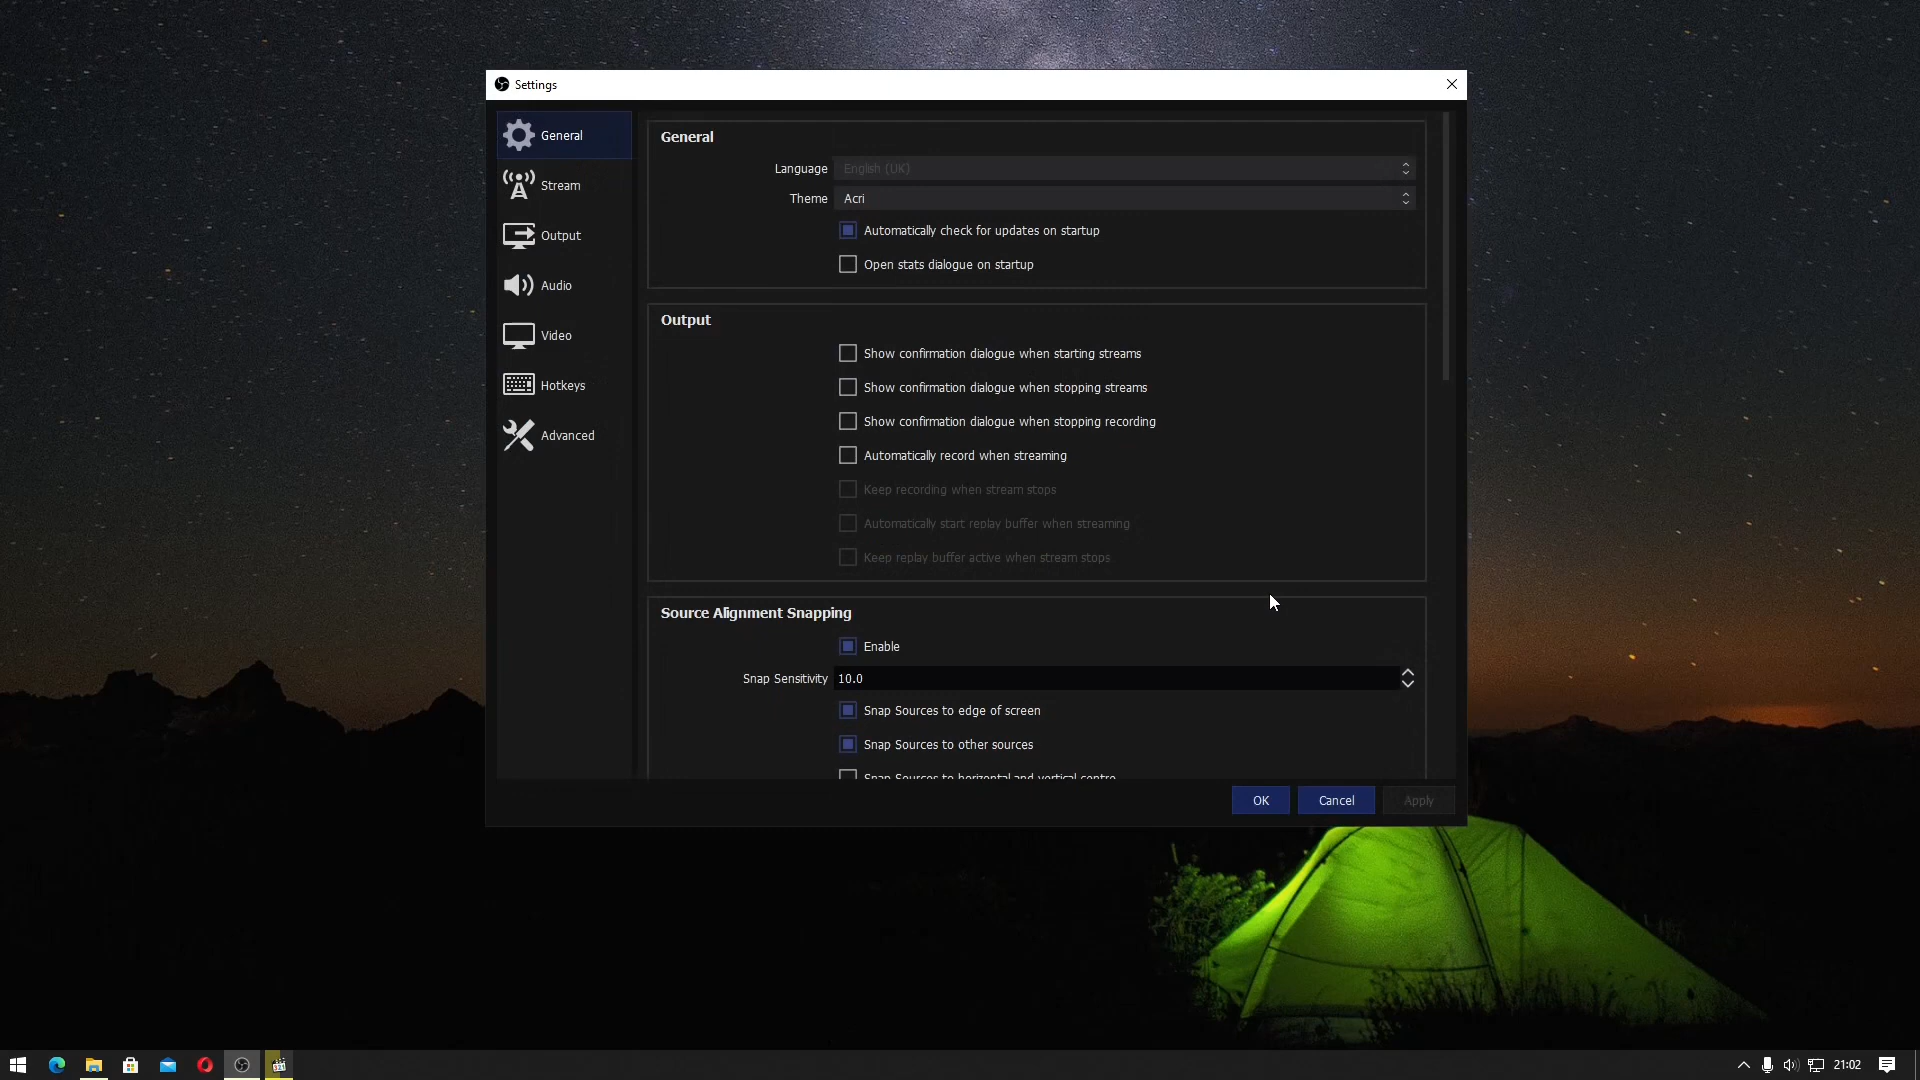 Settings
General
Stream
Output
Audio
Video
Hotkeys
Advanced
General
Language English (UK)
Theme Acri
Automatically check for updates on startup
Open stats dialogue on startup
Output
Show confirmation dialogue when starting streams
Show confirmation dialogue when stopping streams
Show confirmation dialogue when stopping recording
Automatically record when streaming
Keep recording when stream stops
Automatically start replay buffer when streaming
Keep replay buffer active when stream stops
Source Alignment Snapping
Enable
Snap Sensitivity 10.0
Snap Sources to edge of screen
Snap Sources to other sources
Snap Sources to horizontal and vertical centre
OK Cancel Apply
21:02